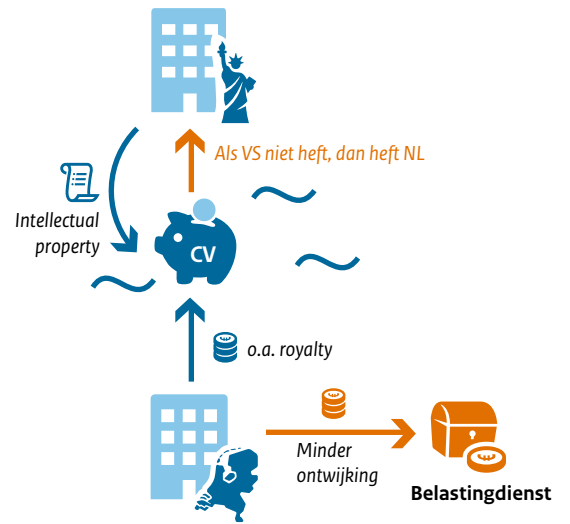 Als VS niet heft, dan heft NL
Intellectual
property
CV
o.a. royalty
Minder
ontwijking
Belastingdienst